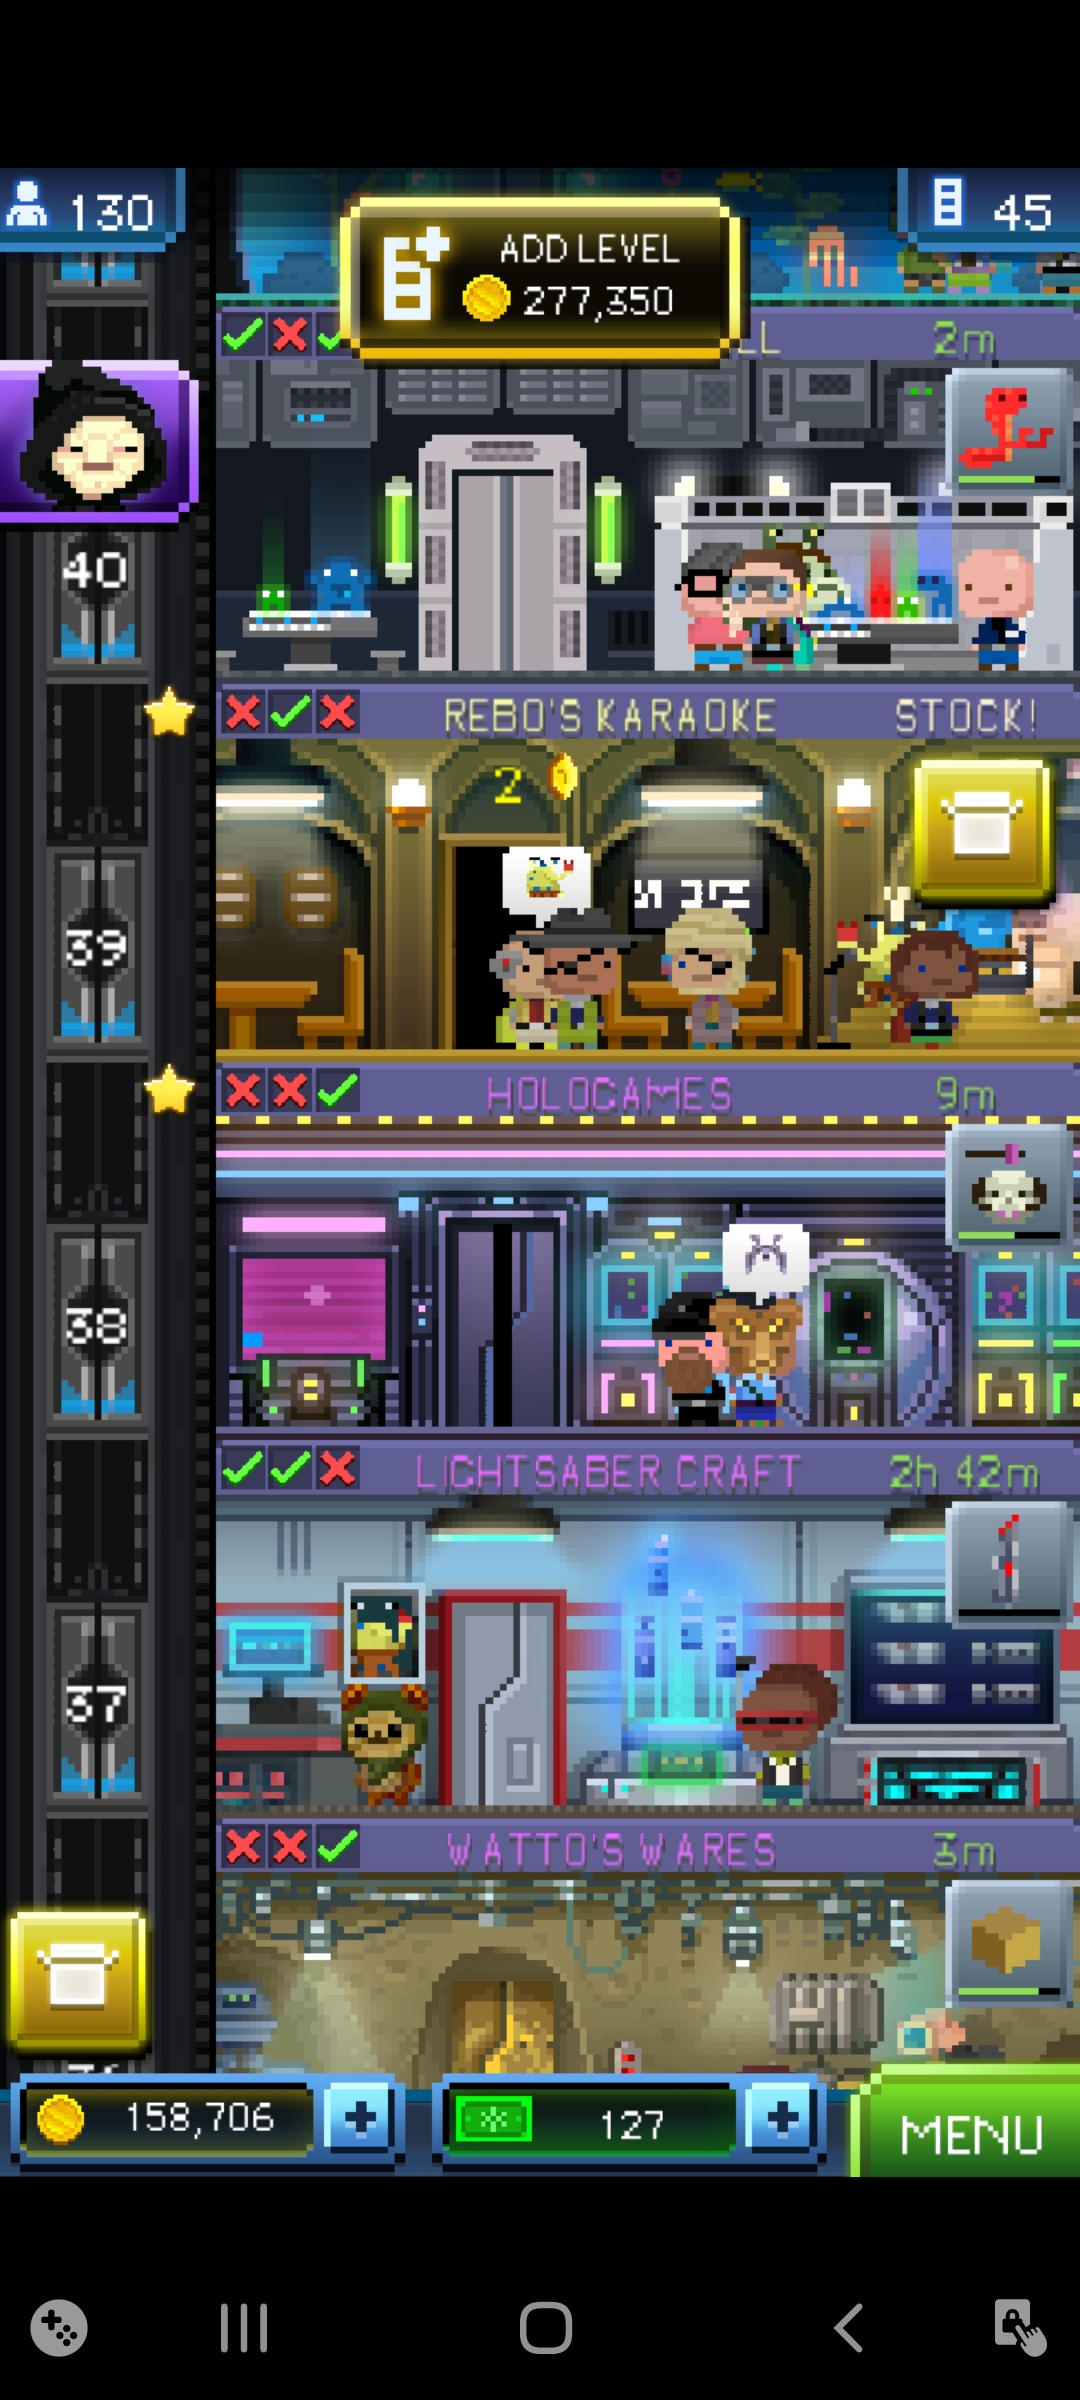 130
ADD LEVEL
277,350
45
LL
2m
40
REBO'S KARAOKE
STOCK!
2
39
HOLOGAMES
9m
38
LIGHTSABER CRAFT
2h 42m
37
WATTO'S WARES
3m
158,706
127
MENU